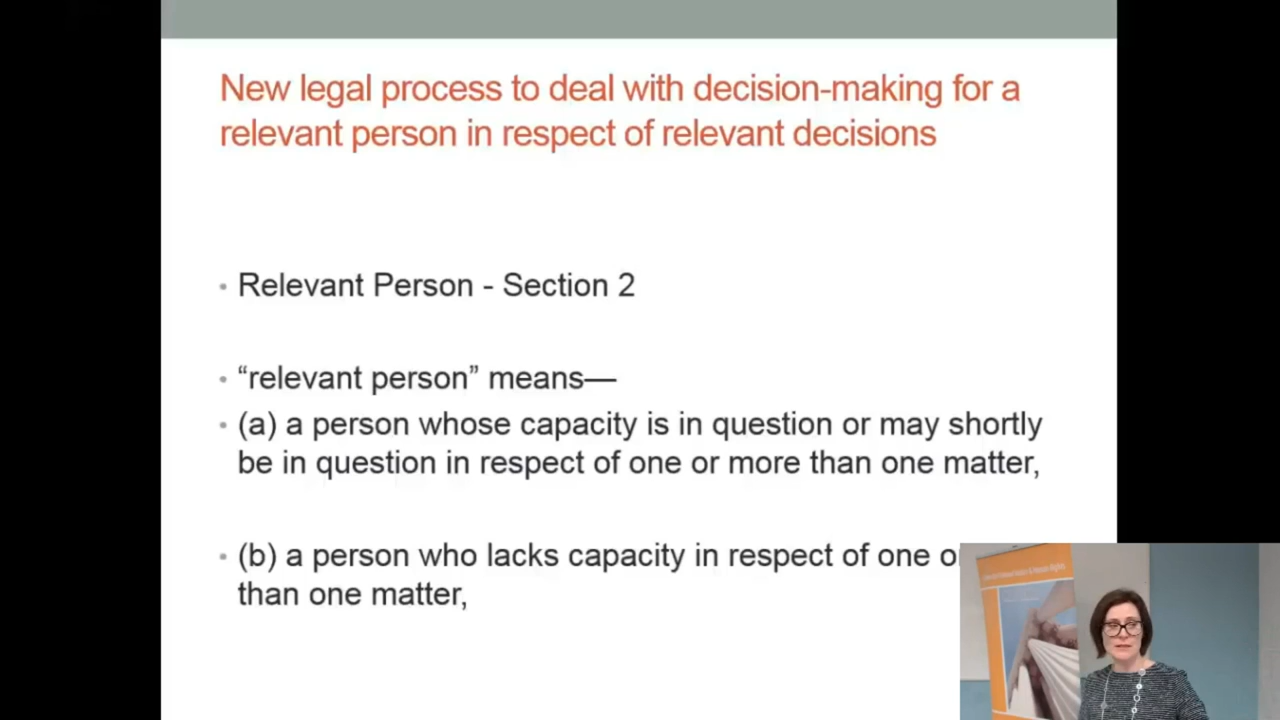 New legal process to deal with decision-making for a
relevant person in respect of relevant decisions
• Relevant Person - Section 2
• “relevant person” means—
• (a) a person whose capacity is in question or may shortly
be in question in respect of one or more than one matter,
• (b) a person who lacks capacity in respect of one
than one matter,